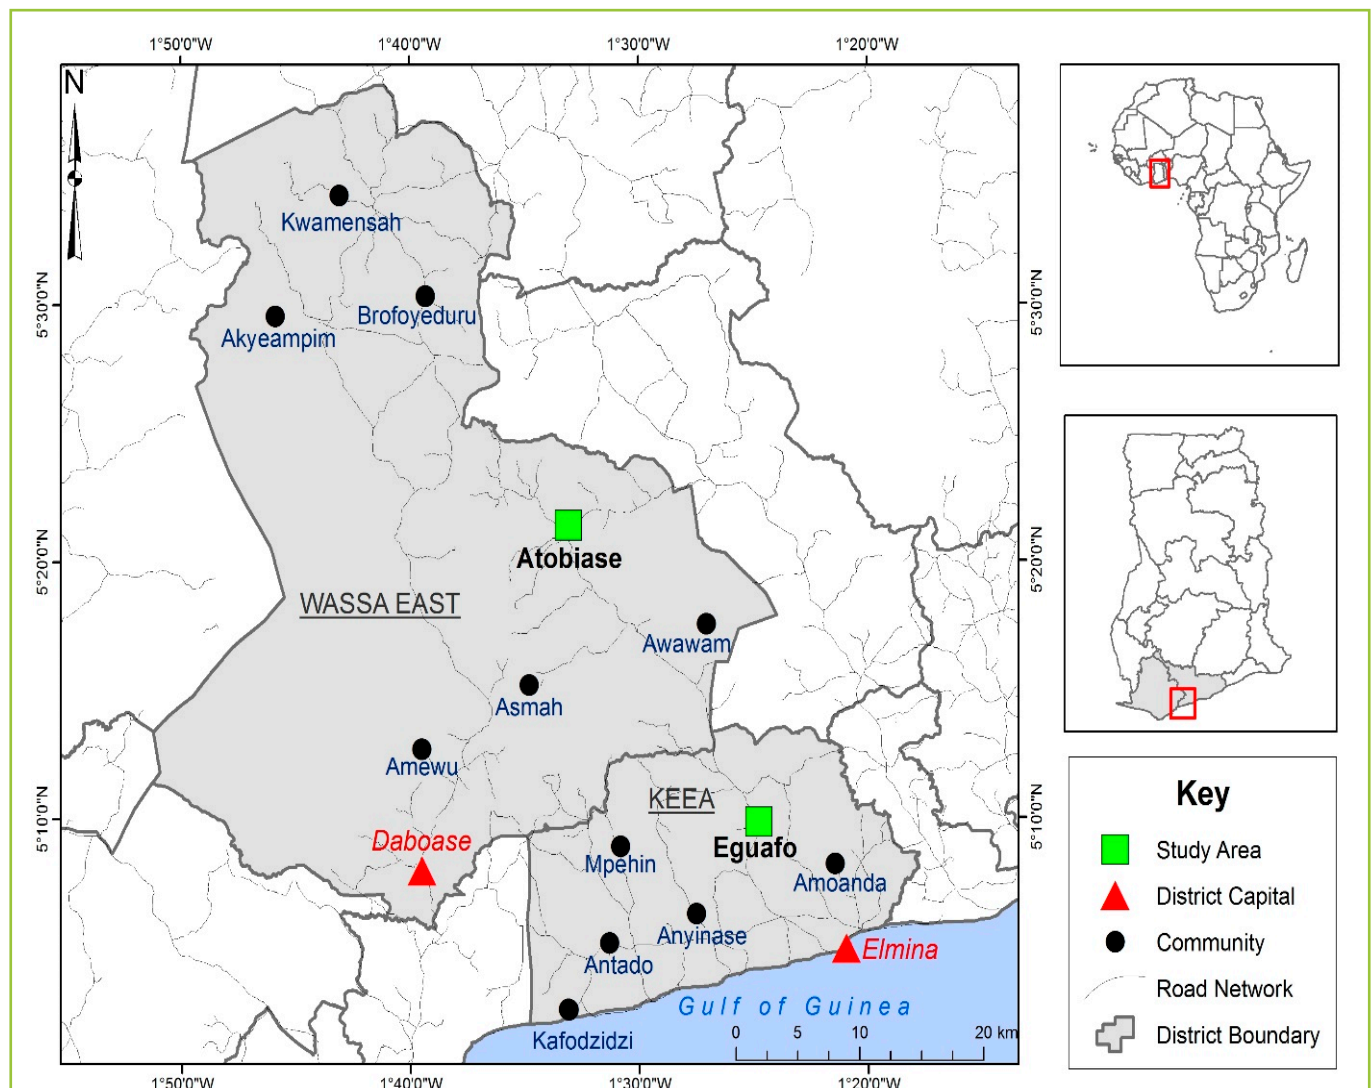 1°50'0"W 1°40'0"W 1°30'0"W 1°20'0"W
N
5°30'0"N
5°20'0"N
5°10'0"N
Kwamensah
Brofoyeduru
Akyeampim
Atobiase
WASSA EAST
Awawam
Asmah
Amewu
KEEA
Daboase
Eguafo
Mpehin
Amoanda
Anyinase
Antado
Elmina
Gulf of Guinea
Kafodzidzi
0 5 10 20 km
5°30'0"N
5°20'0"N
5°10'0"N
1°50'0"W 1°40'0"W 1°30'0"W 1°20'0"W
Key
Study Area
District Capital
Community
Road Network
District Boundary